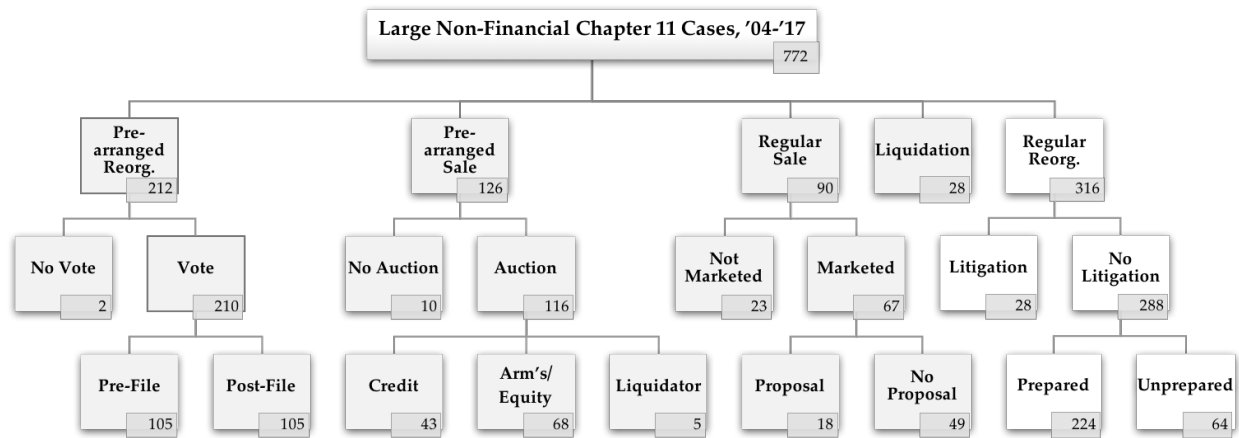 Large Non-Financial Chapter 11 Cases, ’04-’17
772
Pre-
arranged
Reorg.
212
Pre-
arranged
Sale
126
Regular
Sale
90
Liquidation
28
Regular
Reorg.
316
No Vote
2
Vote
210
No Auction
10
Auction
116
Not
Marketed
23
Marketed
67
Litigation
28
No
Litigation
288
Pre-File
105
Post-File
105
Credit
43
Arm’s/
Equity
68
Liquidator
5
Proposal
18
No
Proposal
49
Prepared
224
Unprepared
64